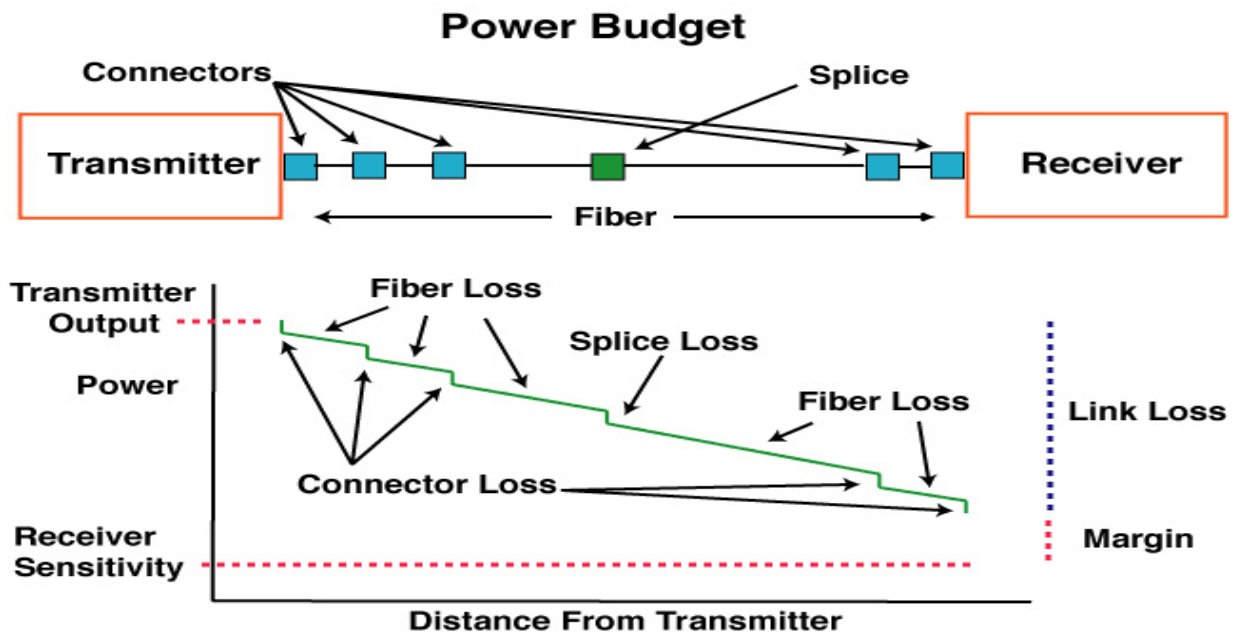 Power Budget
Connectors
Splice
Transmitter
Receiver
Fiber
Transmitter
Output
Fiber Loss
Splice Loss
Power
Fiber Loss
Link Loss
Connector Loss
Receiver
Sensitivity
Margin
Distance From Transmitter